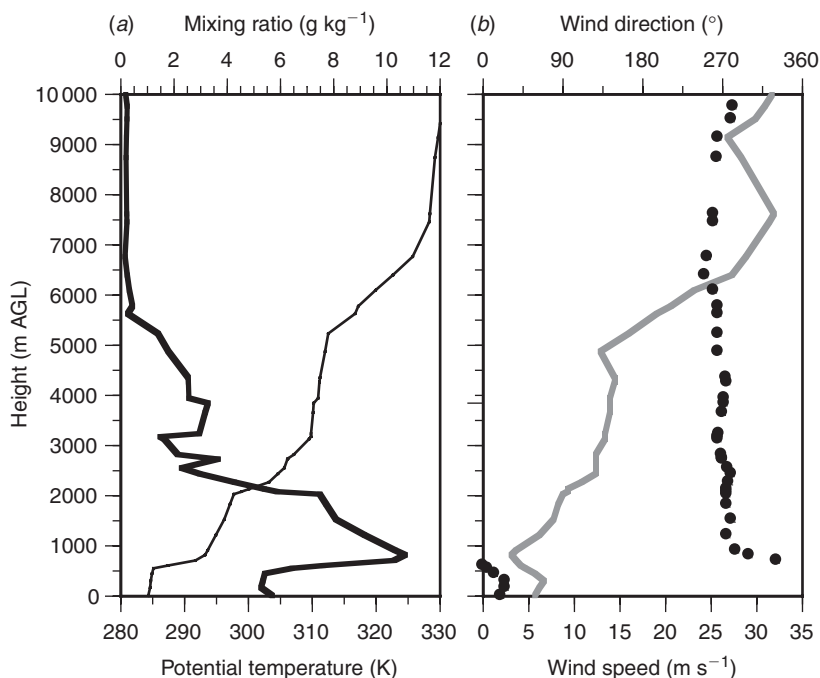 (a) Mixing ratio (g kg−1)
0 2 4 6 8 10 12
10 000
9000
8000
7000
6000
5000
4000
3000
2000
1000
0
Height (m AGL)
280 290 300 310 320 330
Potential temperature (K)
(b) Wind direction (°)
0 90 180 270 360
0 5 10 15 20 25 30 35
Wind speed (m s−1)